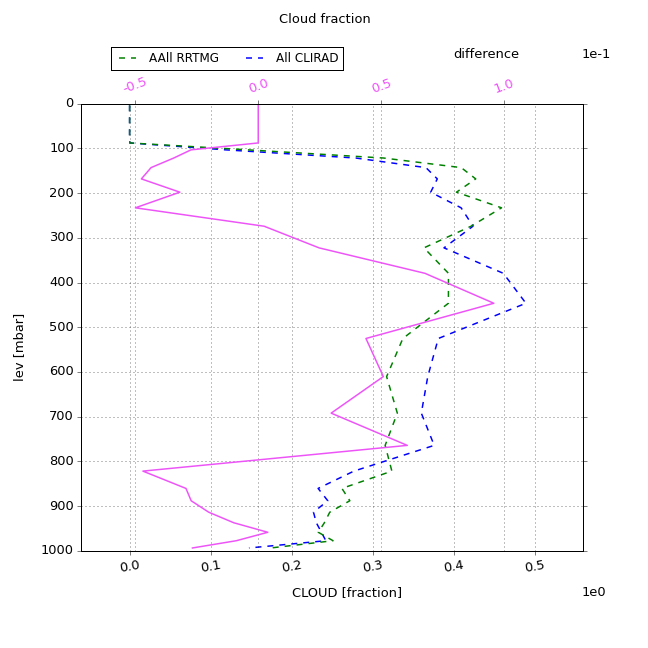 Cloud fraction
AAll RRTMG All CLIRAD difference 1e-1
-0.5 0.0 0.5 1.0
0
100
200
300
400
500
600
700
800
900
1000
lev [mbar]
0.0 0.1 0.2 0.3 0.4 0.5
CLOUD [fraction] 1e0